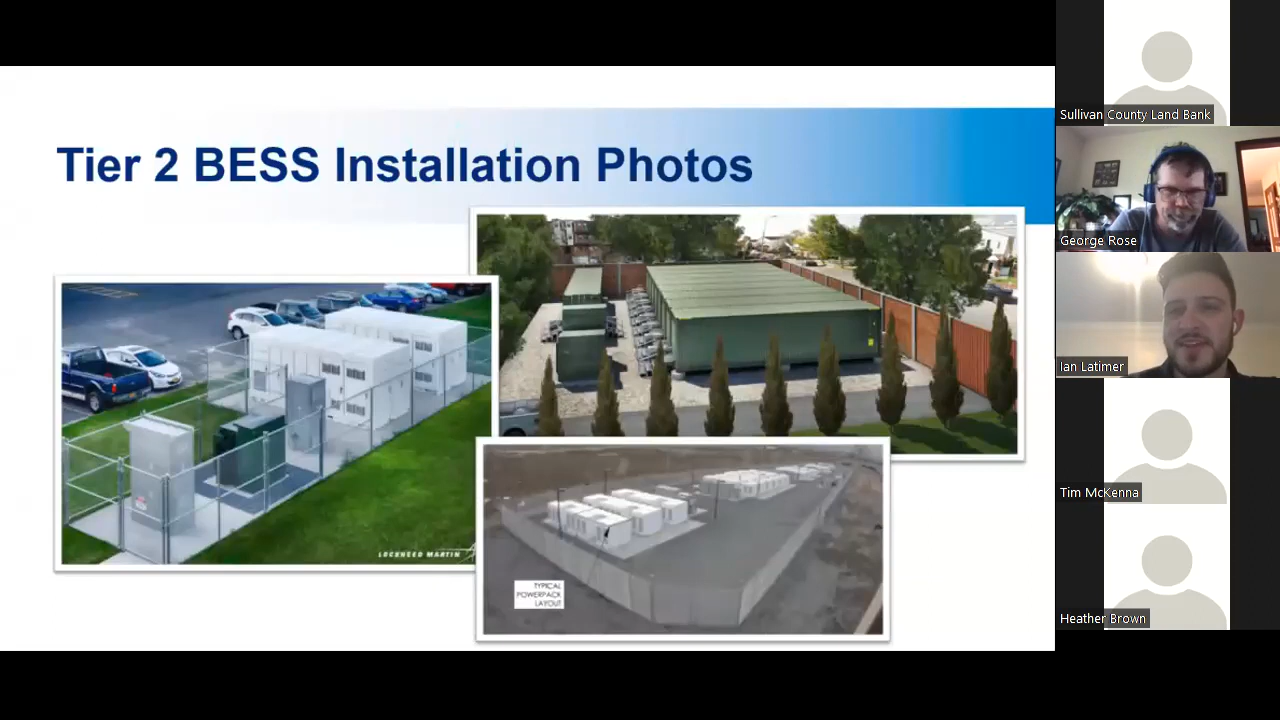 Tier 2 BESS Installation Photos
LOCKHEED MARTIN
TYPICAL
POWERPACK
LAYOUT
Sullivan County Land Bank
George Rose
Ian Latimer
Tim McKenna
Heather Brown